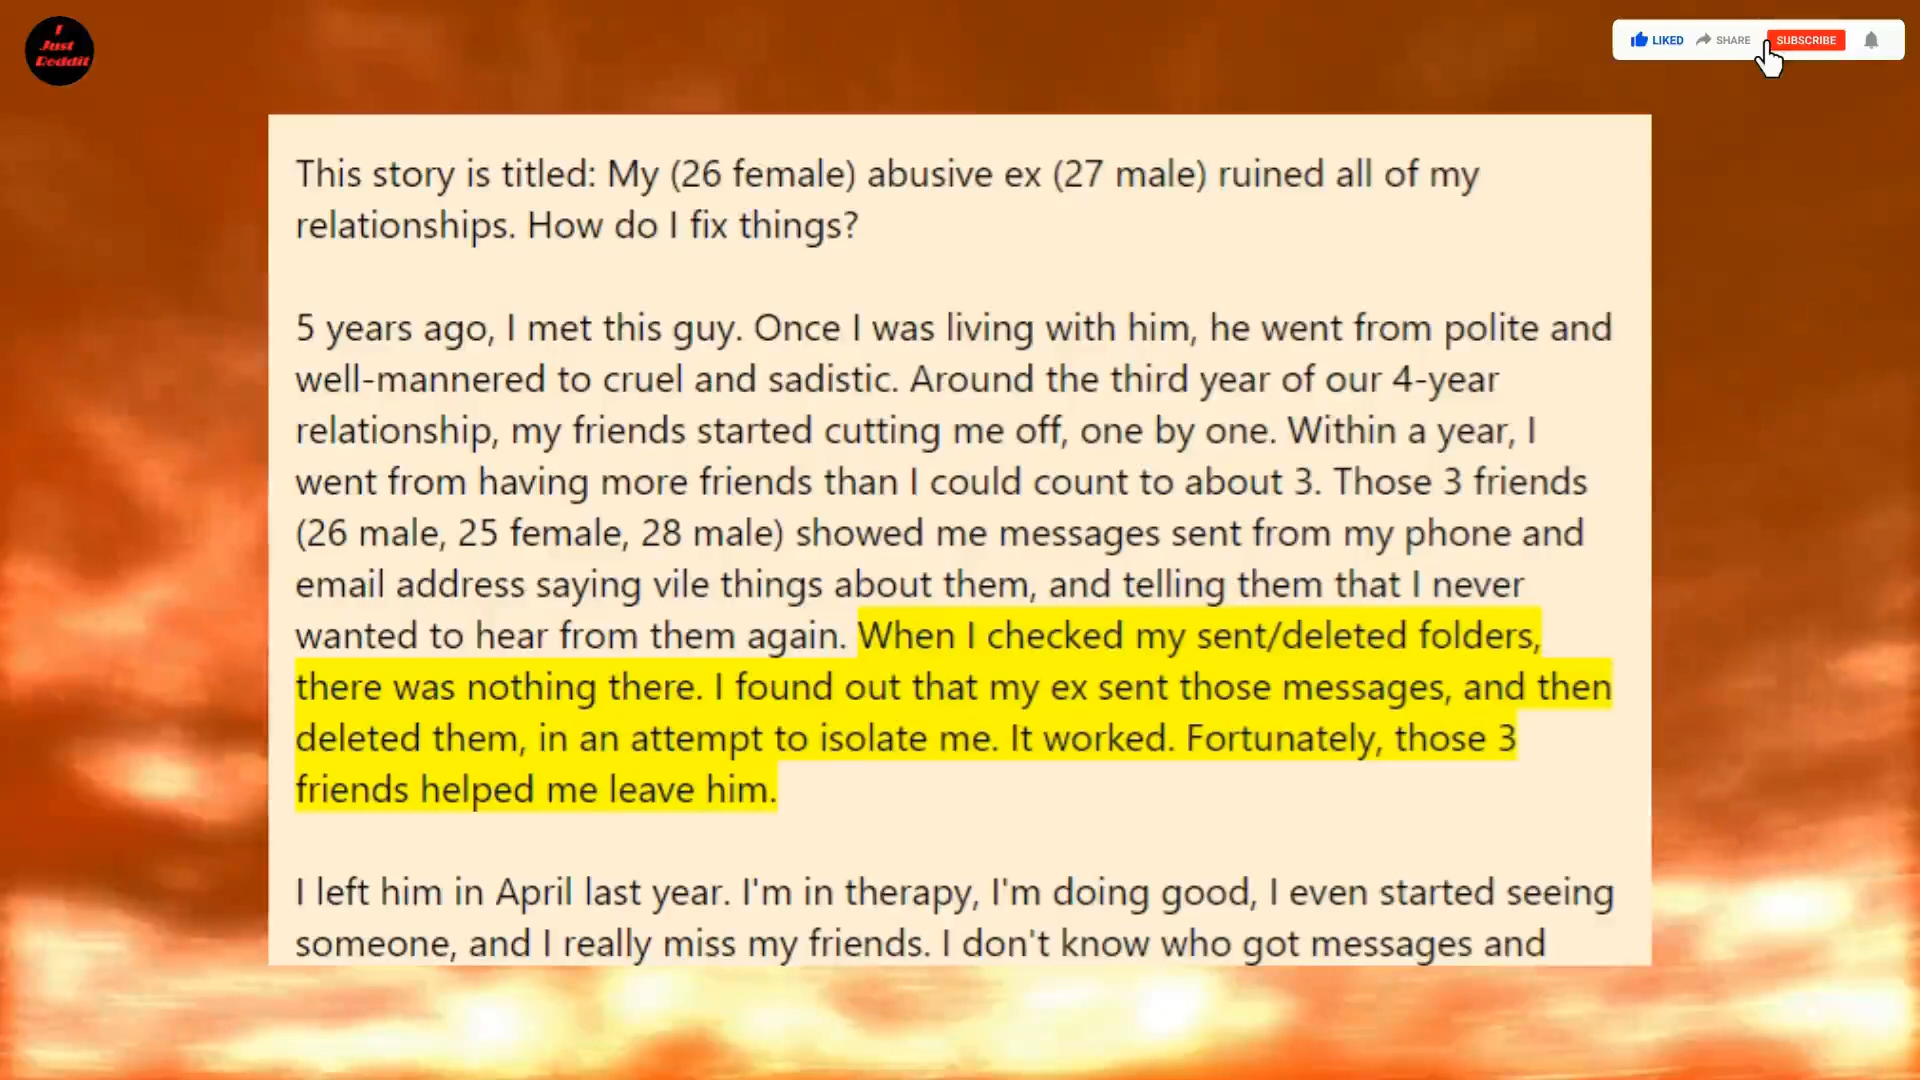 I
Just
Reddit
LIKED SHARE SUBSCRIBE
This story is titled: My (26 female) abusive ex (27 male) ruined all of my
relationships. How do I fix things?
5 years ago, I met this guy. Once I was living with him, he went from polite and
well-mannered to cruel and sadistic. Around the third year of our 4-year
relationship, my friends started cutting me off, one by one. Within a year, I
went from having more friends than I could count to about 3. Those 3 friends
(26 male, 25 female, 28 male) showed me messages sent from my phone and
email address saying vile things about them, and telling them that I never
wanted to hear from them again. When I checked my sent/deleted folders,
there was nothing there. I found out that my ex sent those messages, and then
deleted them, in an attempt to isolate me. It worked. Fortunately, those 3
friends helped me leave him.
I left him in April last year. I'm in therapy, I'm doing good, I even started seeing
someone, and I really miss my friends. I don't know who got messages and